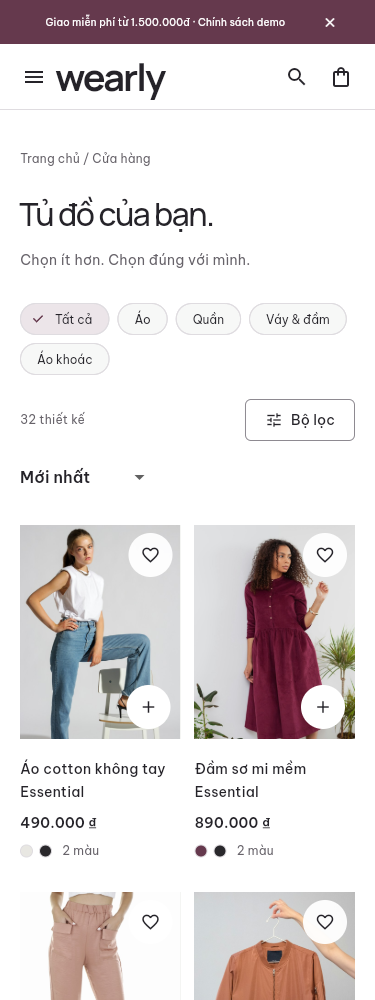 Giao miễn phí từ 1.500.000đ · Chính sách demo
wearly
Trang chủ / Cửa hàng
Tủ đồ của bạn.
Chọn ít hơn. Chọn đúng với mình.
Tất cả
Áo
Quần
Váy & đầm
Áo khoác
32 thiết kế
Bộ lọc
Mới nhất
Áo cotton không tay
Essential
490.000 ₫
2 màu
Đầm sơ mi mềm
Essential
890.000 ₫
2 màu